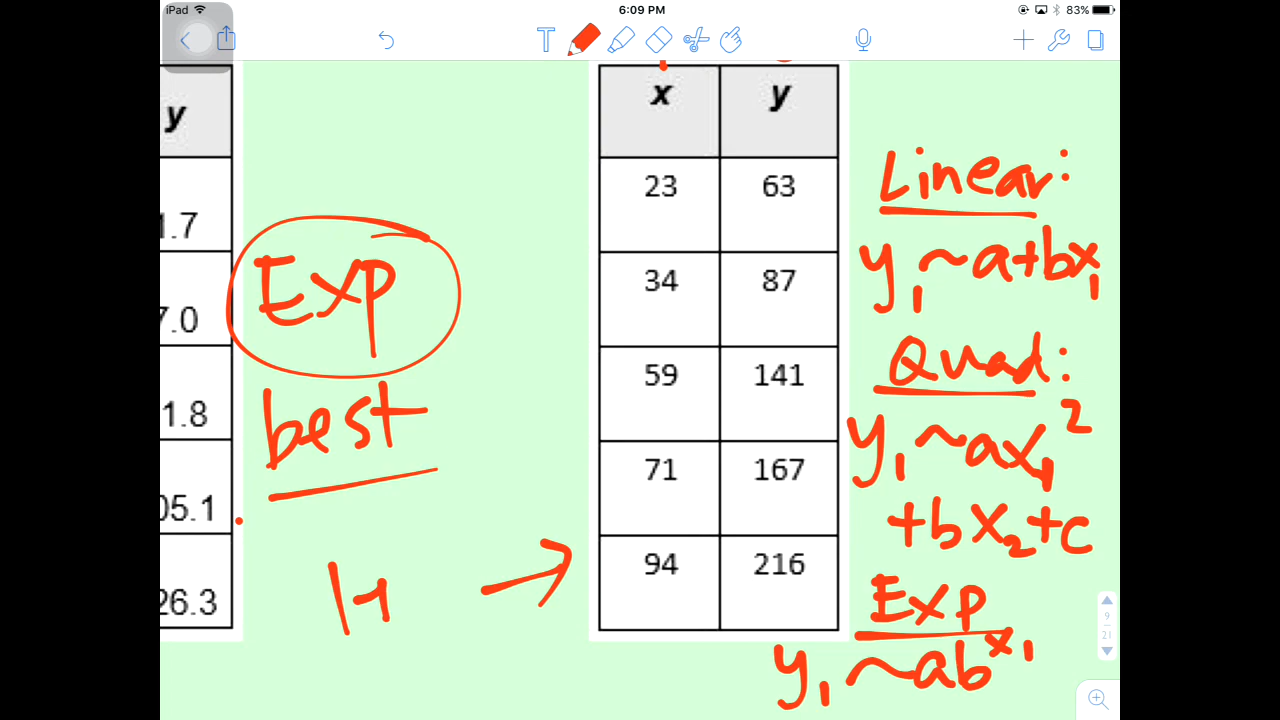 iPad
6:09 PM
83%
T
y
1.7
7.0
1.8
05.1
26.3
Exp
best
x y
23 63
34 87
59 141
71 167
94 216
Linear:
y₁ ~ a+bx₁
Quad:
y₁ ~ ax₁²
+bx₂+c
Exp
y₁ ~ ab^x₁
9
21